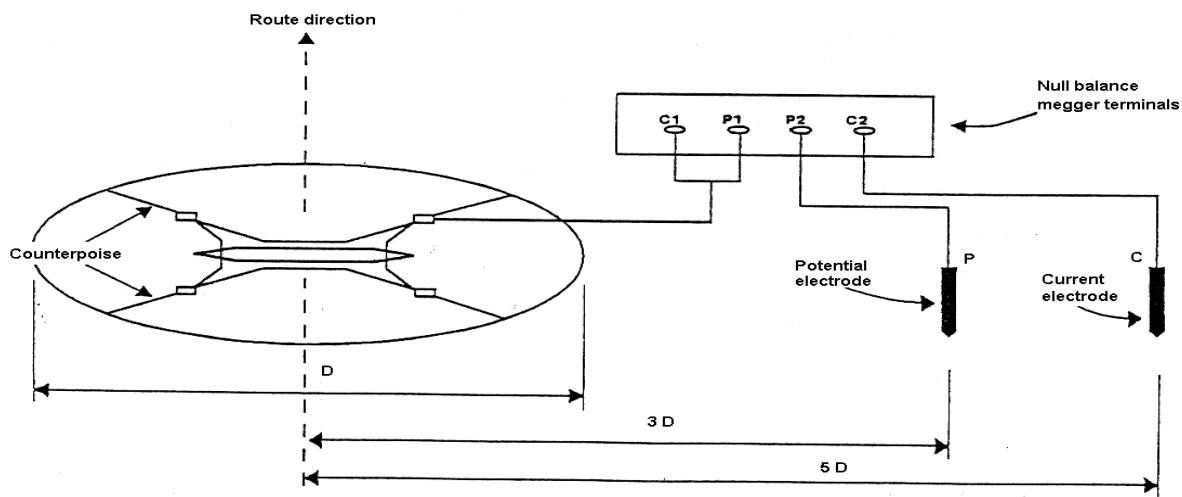 Route direction
Null balance
megger terminals
C1 P1 P2 C2
Counterpoise
Potential
electrode
P
C
Current
electrode
D
3 D
5 D